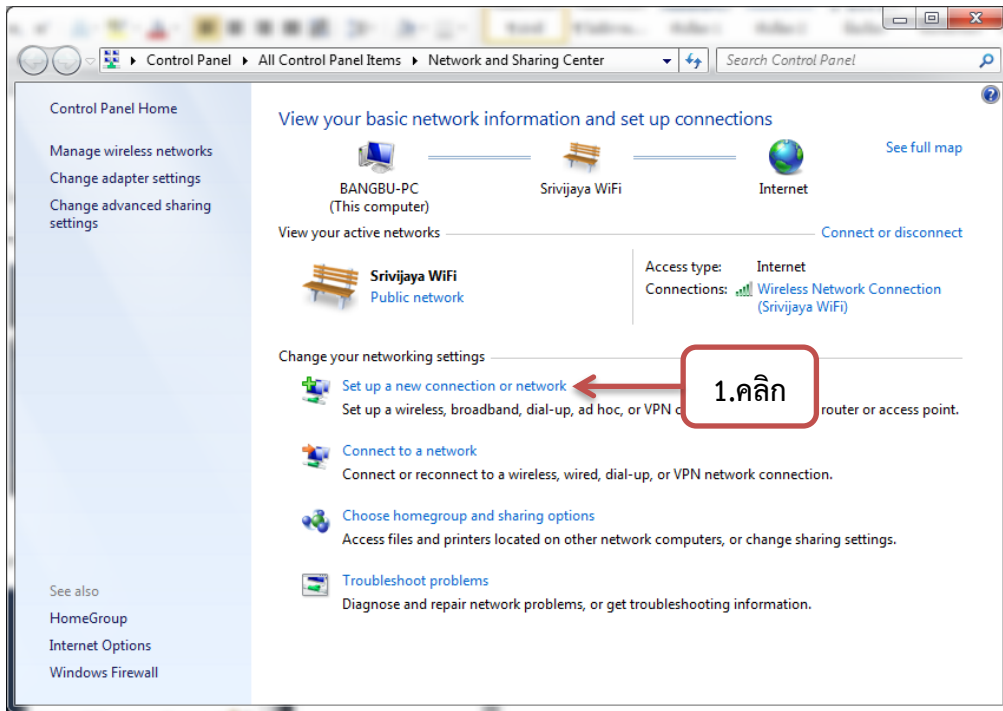 Control Panel ▸ All Control Panel Items ▸ Network and Sharing Center
Search Control Panel
Control Panel Home
Manage wireless networks
Change adapter settings
Change advanced sharing
settings
See also
HomeGroup
Internet Options
Windows Firewall
View your basic network information and set up connections
See full map
BANGBU-PC
(This computer)
Srivijaya WiFi
Internet
View your active networks
Connect or disconnect
Srivijaya WiFi
Public network
Access type: Internet
Connections: Wireless Network Connection
(Srivijaya WiFi)
Change your networking settings
Set up a new connection or network
1.คลิก
Set up a wireless, broadband, dial-up, ad hoc, or VPN router or access point.
Connect to a network
Connect or reconnect to a wireless, wired, dial-up, or VPN network connection.
Choose homegroup and sharing options
Access files and printers located on other network computers, or change sharing settings.
Troubleshoot problems
Diagnose and repair network problems, or get troubleshooting information.